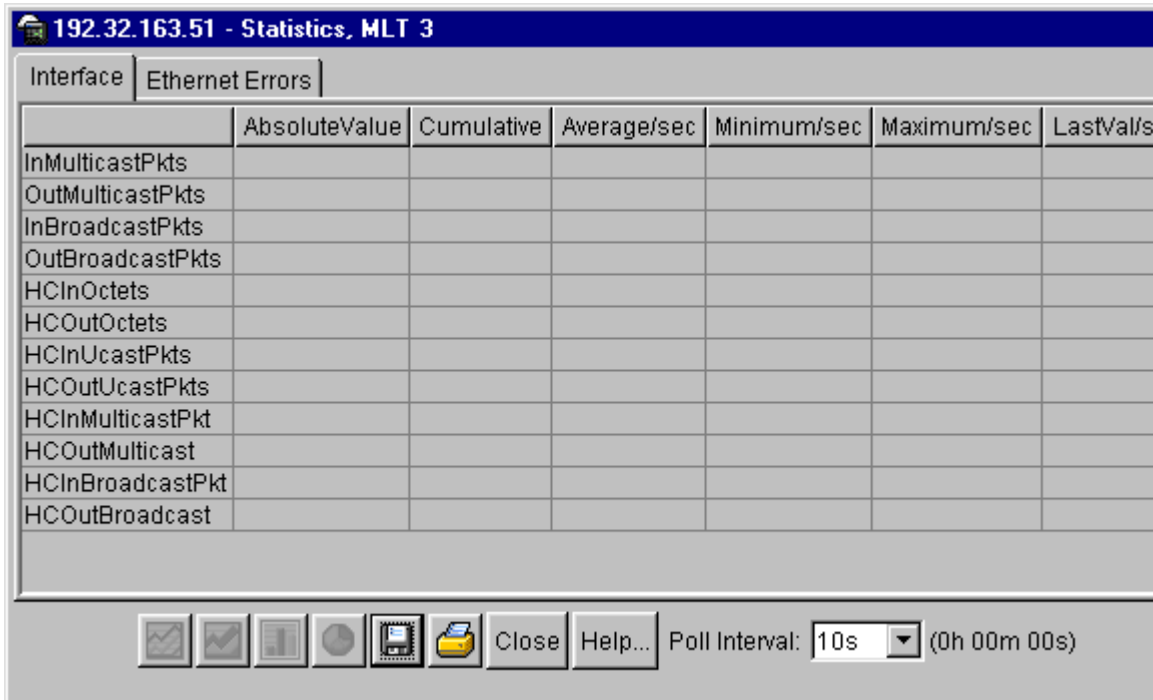 192.32.163.51 - Statistics, MLT 3
Interface Ethernet Errors
AbsoluteValue Cumulative Average/sec Minimum/sec Maximum/sec LastVal/s
InMulticastPkts
OutMulticastPkts
InBroadcastPkts
OutBroadcastPkts
HCInOctets
HCOutOctets
HCInUcastPkts
HCOutUcastPkts
HCInMulticastPkt
HCOutMulticast
HCInBroadcastPkt
HCOutBroadcast
Close Help... Poll Interval: 10s (0h 00m 00s)